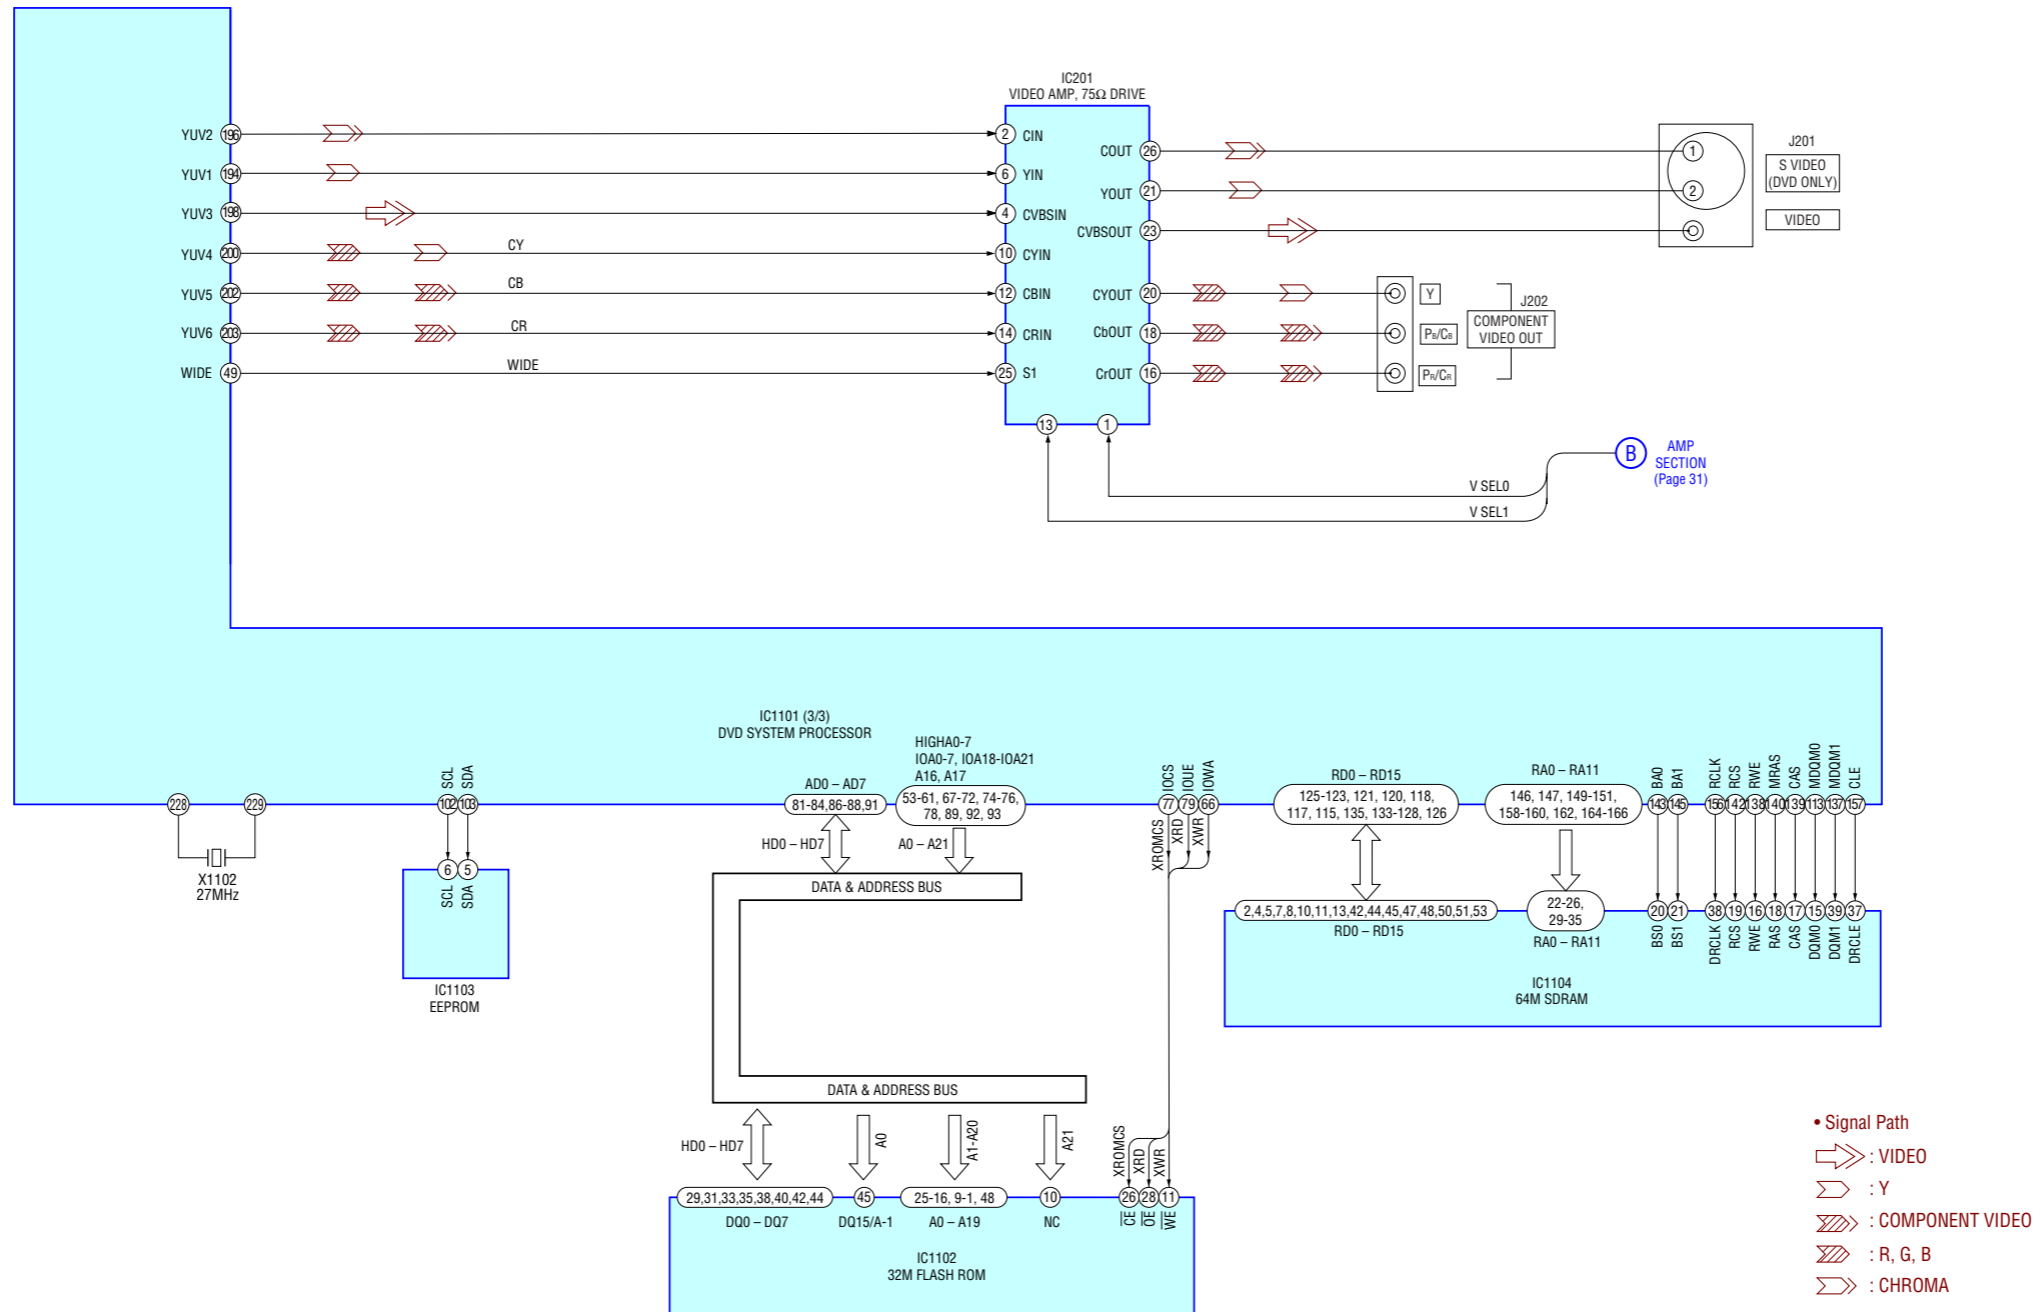 IC201
VIDEO AMP, 75Ω DRIVE
YUV2 196
2 CIN
YUV1 194
6 YIN
YUV3 198
4 CVBSIN
YUV4 200
CY
10 CYIN
YUV5 202
CB
12 CBIN
YUV6 203
CR
14 CRIN
WIDE 49
WIDE
25 S1
COUT 26
YOUT 21
CVBSOUT 23
CYOUT 20
CbOUT 18
CrOUT 16
13 1
1
2
J201
S VIDEO
(DVD ONLY)
VIDEO
Y
PB/CB
PR/CR
J202
COMPONENT
VIDEO OUT
V SEL0
V SEL1
B
AMP
SECTION
(Page 31)
IC1101 (3/3)
DVD SYSTEM PROCESSOR
228 229
X1102
27MHz
SCL SDA
102 103
6 5
SCL SDA
IC1103
EEPROM
AD0 – AD7
81-84,86-88,91
HD0 – HD7
HIGHA0-7
IOA0-7, IOA18-IOA21
A16, A17
53-61, 67-72, 74-76,
78, 89, 92, 93
A0 – A21
DATA & ADDRESS BUS
DATA & ADDRESS BUS
IOCS IOUE IOWA
77 79 66
XROMCS XRD XWR
RD0 – RD15
125-123, 121, 120, 118,
117, 115, 135, 133-128, 126
RA0 – RA11
146, 147, 149-151,
158-160, 162, 164-166
BA0 BA1 RCLK RCS RWE MRAS CAS MDQM0 MDQM1 CLE
143 145 156 142 138 140 139 113 137 157
2,4,5,7,8,10,11,13,42,44,45,47,48,50,51,53
RD0 – RD15
22-26,
29-35
RA0 – RA11
20 21 38 19 16 18 17 15 39 37
BS0 BS1 DRCLK RCS RWE RAS CAS DQM0 DQM1 DRCLE
IC1104
64M SDRAM
HD0 – HD7
A0
A1-A20
A21
XROMCS XRD XWR
29,31,33,35,38,40,42,44
45
25-16, 9-1, 48
10
26 28 11
DQ0 – DQ7
DQ15/A-1
A0 – A19
NC
CE OE WE
IC1102
32M FLASH ROM
• Signal Path
: VIDEO
: Y
: COMPONENT VIDEO
: R, G, B
: CHROMA